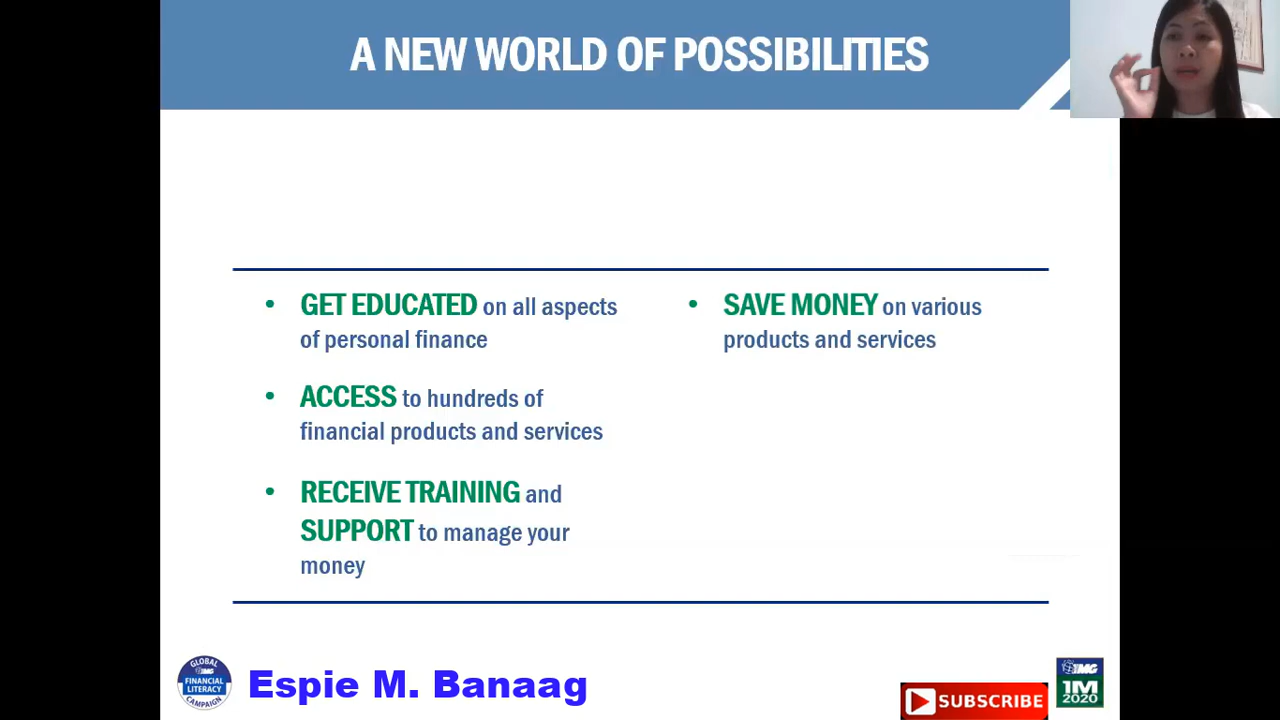 A NEW WORLD OF POSSIBILITIES
GET EDUCATED on all aspects
of personal finance
ACCESS to hundreds of
financial products and services
RECEIVE TRAINING and
SUPPORT to manage your
money
SAVE MONEY on various
products and services
GLOBAL
IMG
FINANCIAL
LITERACY
CAMPAIGN
Espie M. Banaag
SUBSCRIBE
IMG
1M
2020